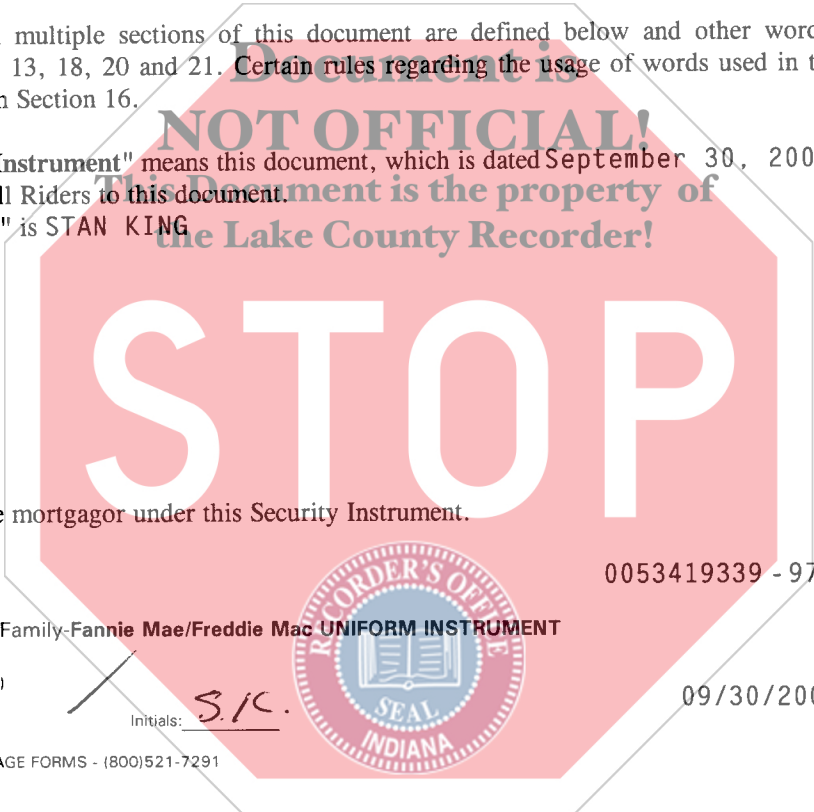 multiple sections of this document are defined below and other word
Document is
13, 18, 20 and 21. Certain rules regarding the usage of words used in t
n Section 16.
NOT OFFICIAL!
Instrument" means this document, which is dated September 30, 200
This Document is the property of
ll Riders to this document.
" is STAN KING
the Lake County Recorder!
STOP
e mortgagor under this Security Instrument.
0053419339 - 97
RECORDER'S OFFICE
Family-Fannie Mae/Freddie Mac UNIFORM INSTRUMENT
)
Initials: S.K.
09/30/200
SEAL
INDIANA
AGE FORMS - (800)521-7291